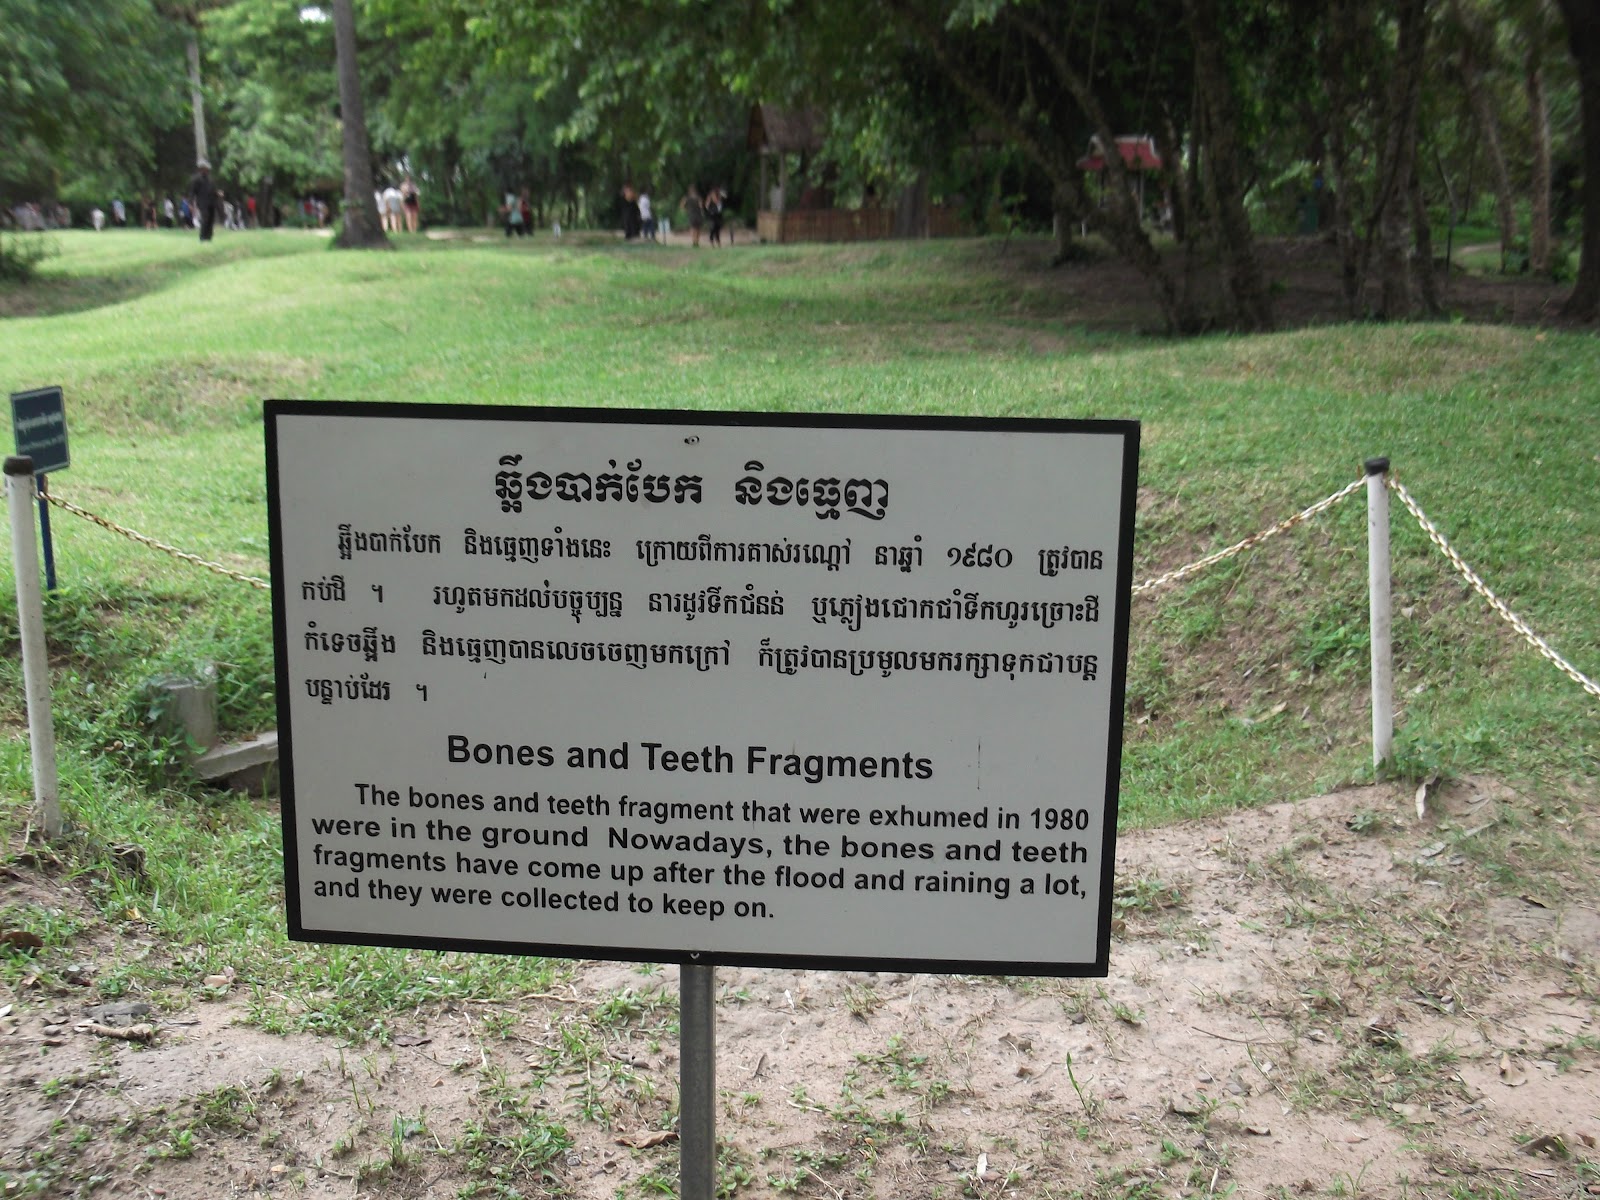 ឆ្អឹងបាក់បែក និងធ្មេញ
ឆ្អឹងបាក់បែក និងធ្មេញទាំងនេះ ក្រោយពីការគាស់រណ្តៅ នាឆ្នាំ ១៩៨០ ត្រូវបាន
កប់ដី ។ រហូតមកដល់បច្ចុប្បន្ន នារដូវទឹកជំនន់ ឬភ្លៀងជោគជាំទឹកហូរច្រោះដី
កំទេចឆ្អឹង និងធ្មេញបានលេចចេញមកក្រៅ ក៏ត្រូវបានប្រមូលមករក្សាទុកជាបន្ត
បន្ទាប់ដែរ ។
Bones and Teeth Fragments
The bones and teeth fragment that were exhumed in 1980
were in the ground Nowadays, the bones and teeth
fragments have come up after the flood and raining a lot,
and they were collected to keep on.